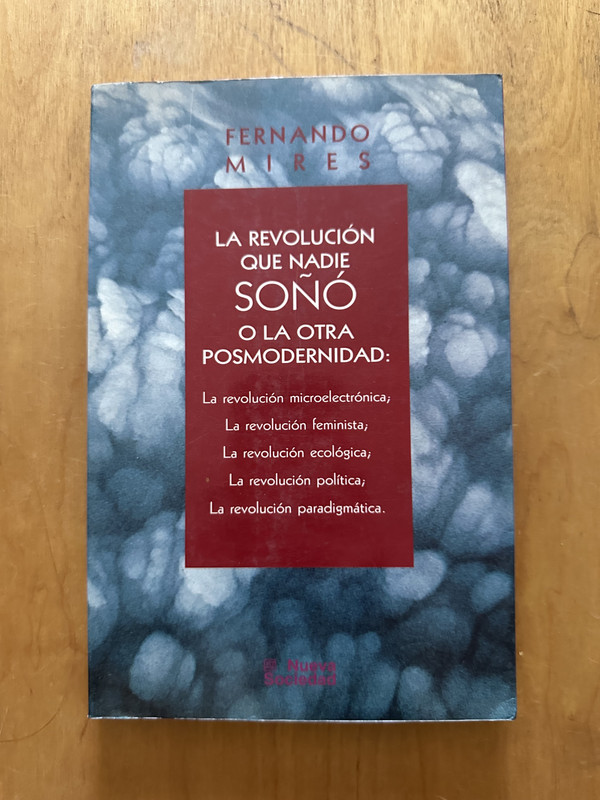 FERNANDO
MIRES
LA REVOLUCIÓN
QUE NADIE
SOÑÓ
O LA OTRA
POSMODERNIDAD:
La revolución microelectrónica;
La revolución feminista;
La revolución ecológica;
La revolución política;
La revolución paradigmática.
Nueva
Sociedad